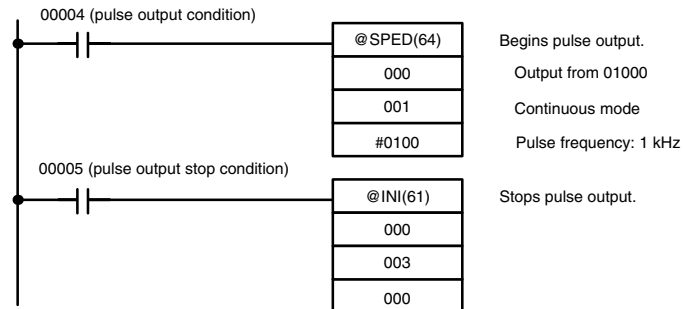 00004 (pulse output condition)
@SPED(64) Begins pulse output.
000 Output from 01000
001 Continuous mode
#0100 Pulse frequency: 1 kHz
00005 (pulse output stop condition)
@INI(61) Stops pulse output.
000
003
000